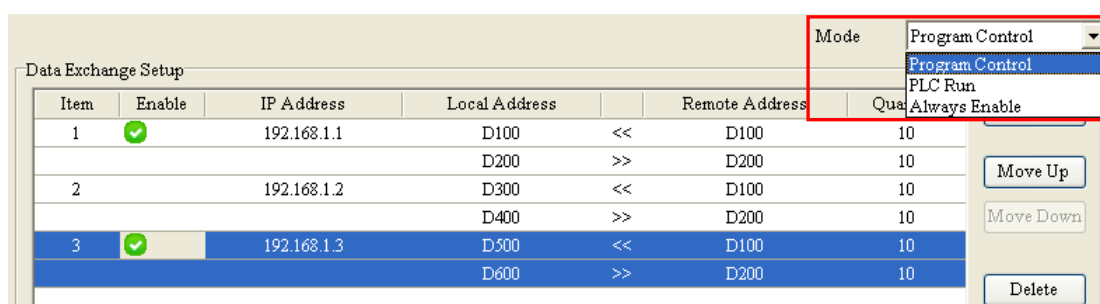 Mode Program Control
Program Control
PLC Run
Always Enable
Data Exchange Setup
Item Enable IP Address Local Address Remote Address
1 192.168.1.1 D100 << D100 10
D200 >> D200 10
2 192.168.1.2 D300 << D100 10
D400 >> D200 10
3 192.168.1.3 D500 << D100 10
D600 >> D200 10
Move Up
Move Down
Delete